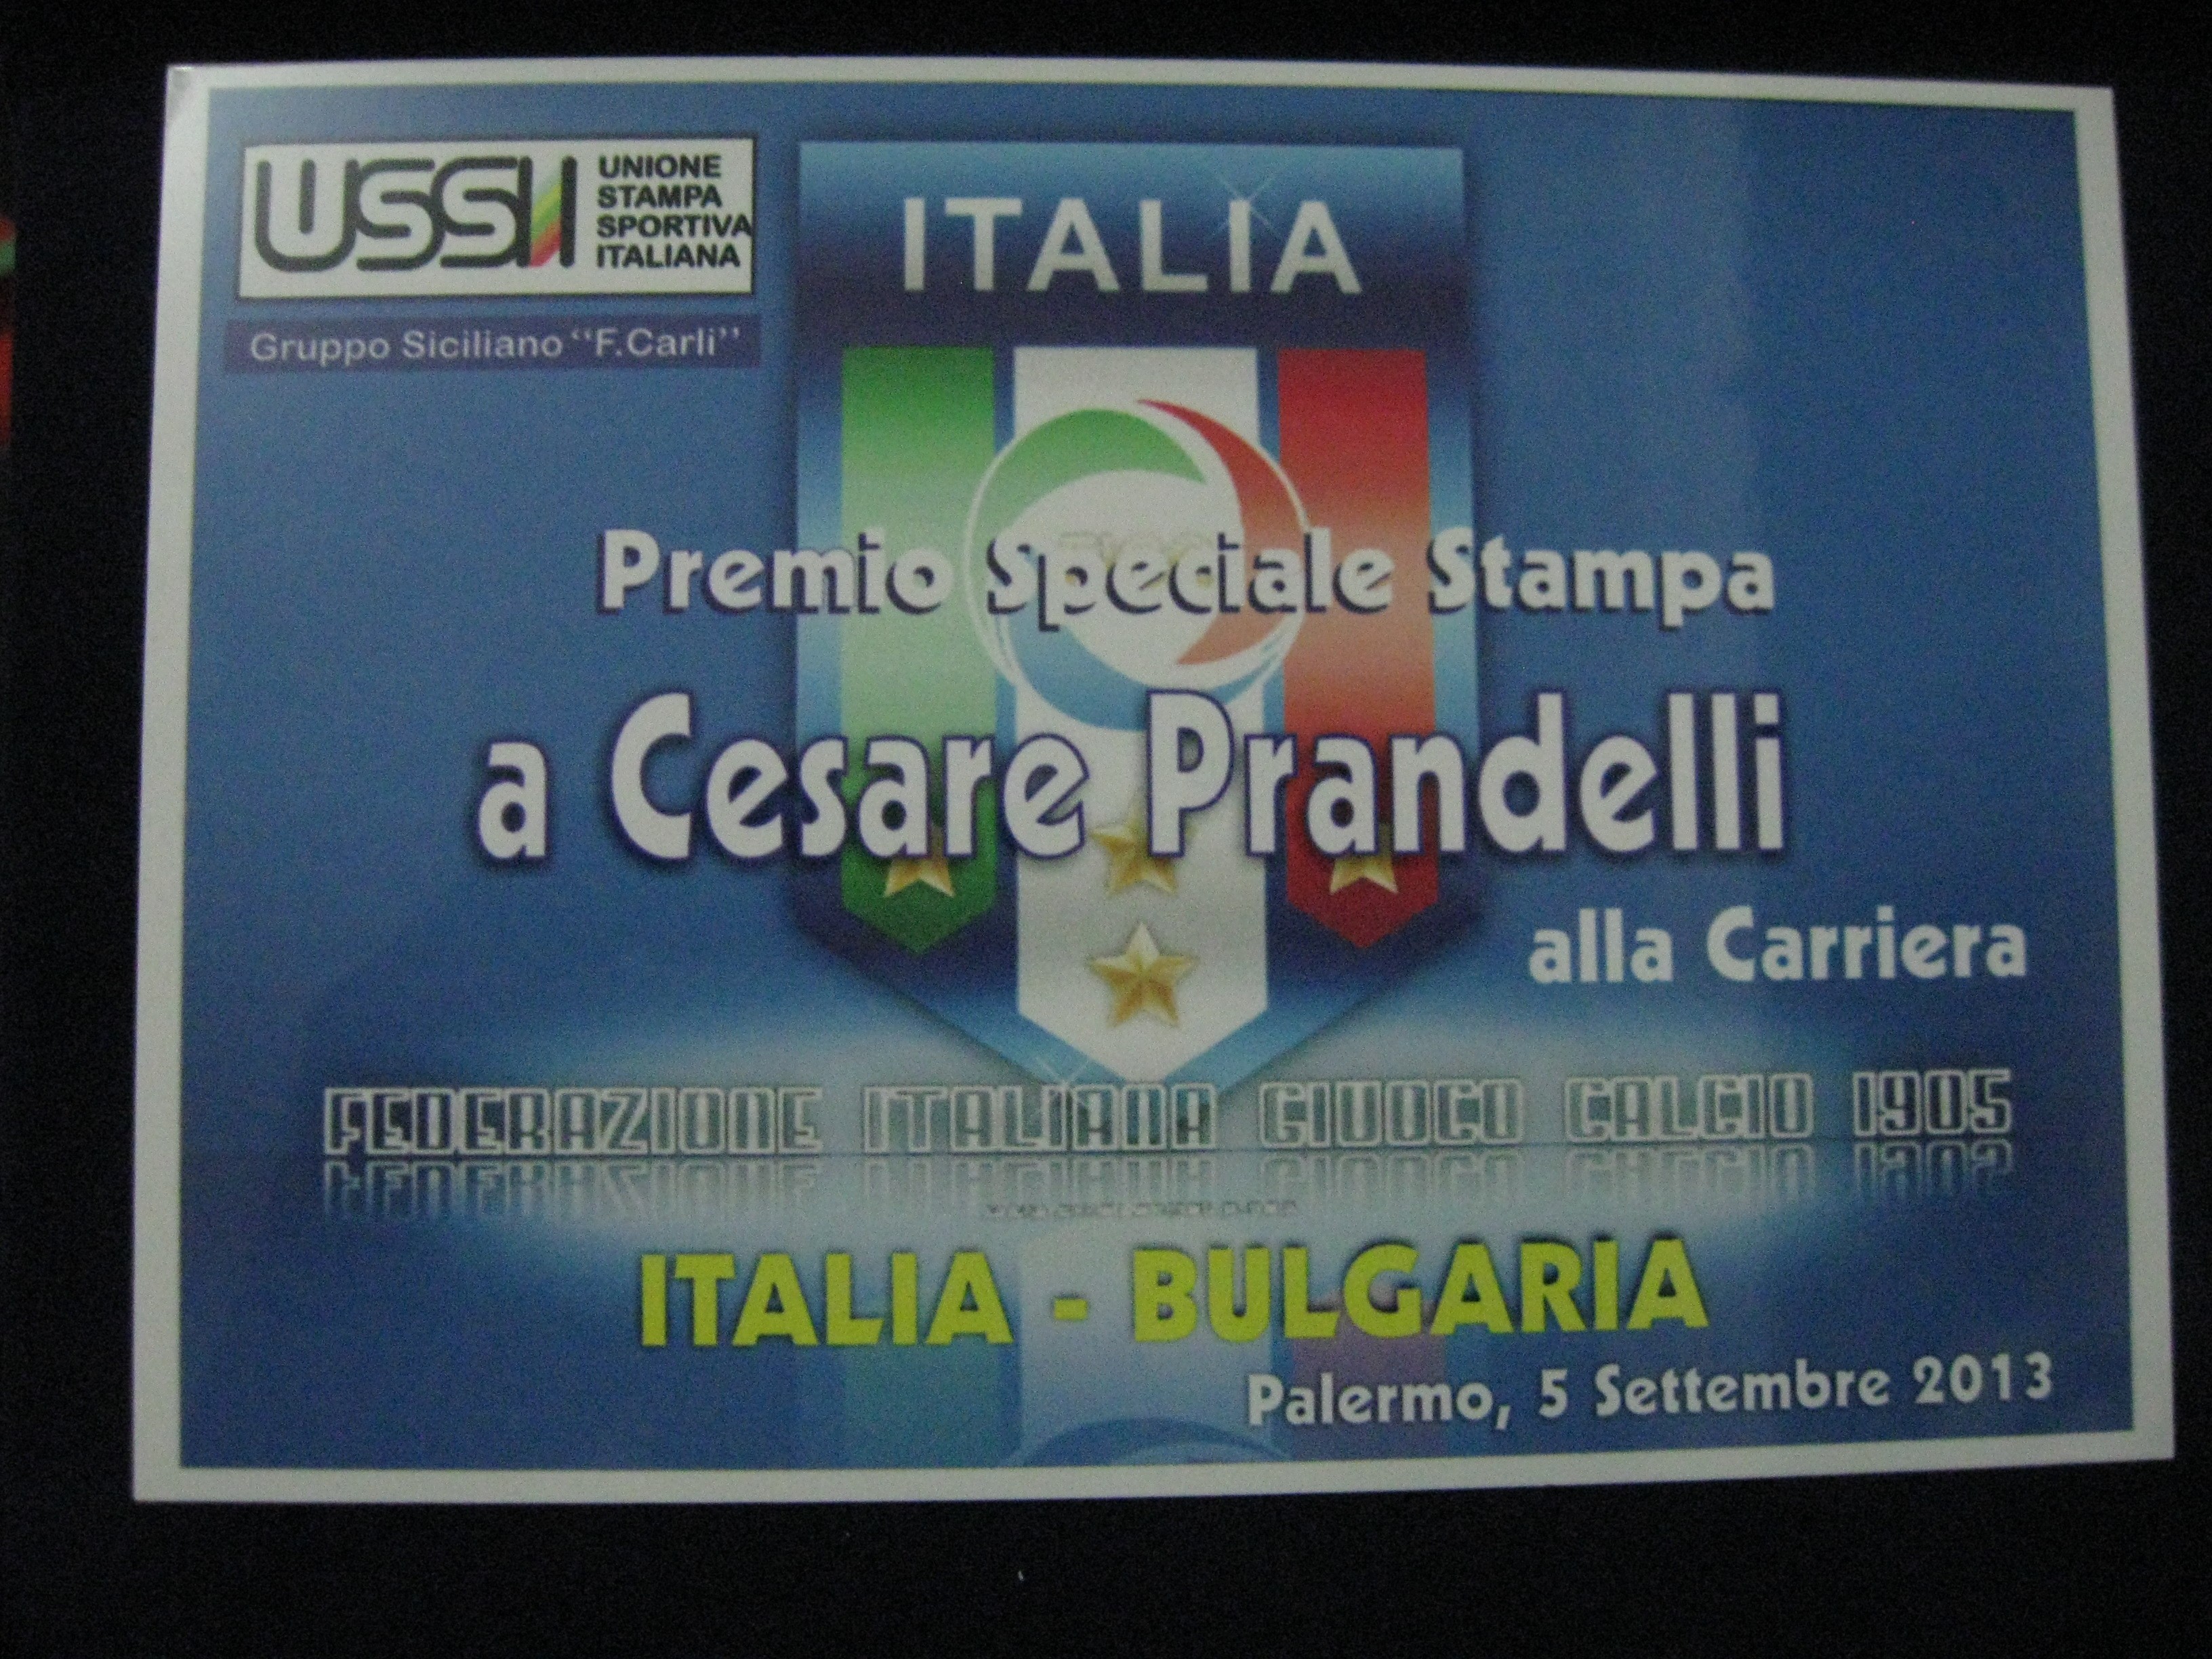 USSI
UNIONE
STAMPA
SPORTIVA
ITALIANA
Gruppo Siciliano "F.Carli"
ITALIA
Premio Speciale Stampa
a Cesare Prandelli
alla Carriera
FEDERAZIONE ITALIANA GIUOCO CALCIO 1905
ITALIA - BULGARIA
Palermo, 5 Settembre 2013